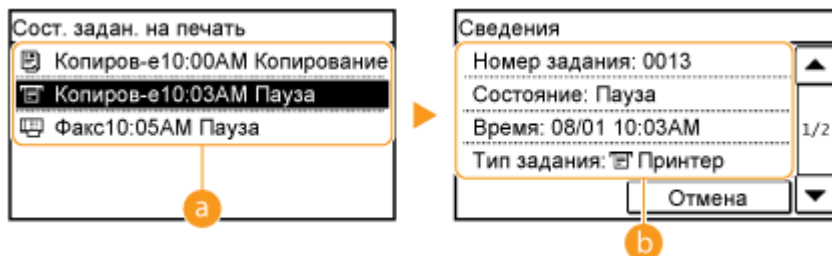 Сост. задан. на печать
Копиров-е10:00AM Копирование
Копиров-е10:03AM Пауза
Факс10:05AM Пауза
a
Сведения
Номер задания: 0013
Состояние: Пауза
Время: 08/01 10:03AM
Тип задания: Принтер
1/2
Отмена
b